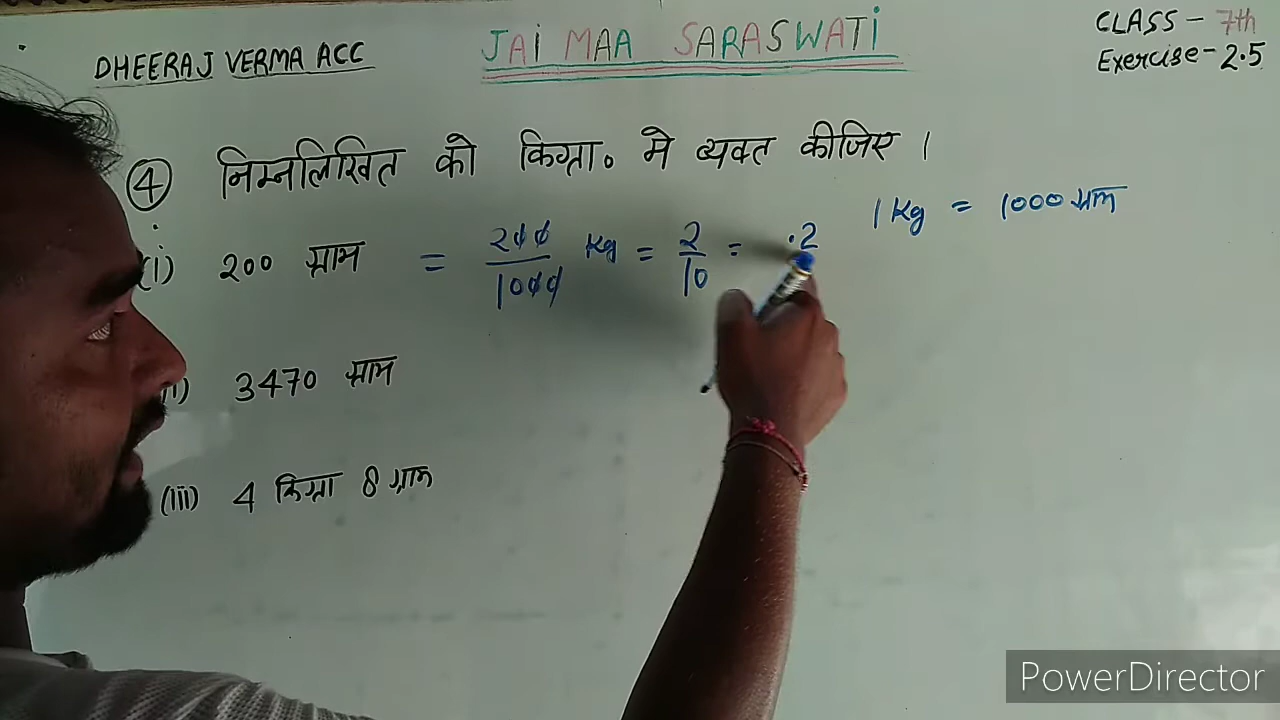 DHEERAJ VERMA ACC
JAI MAA SARASWATI
CLASS - 7th
Exercise - 2.5
④ निम्नलिखित को किग्रा० मे व्यक्त कीजिए ।
1 Kg = 1000 ग्राम
(i) 200 ग्राम = 200/1000 Kg = 2/10 = .2
3470 ग्राम
(iii) 4 किग्रा 8 ग्राम
PowerDirector